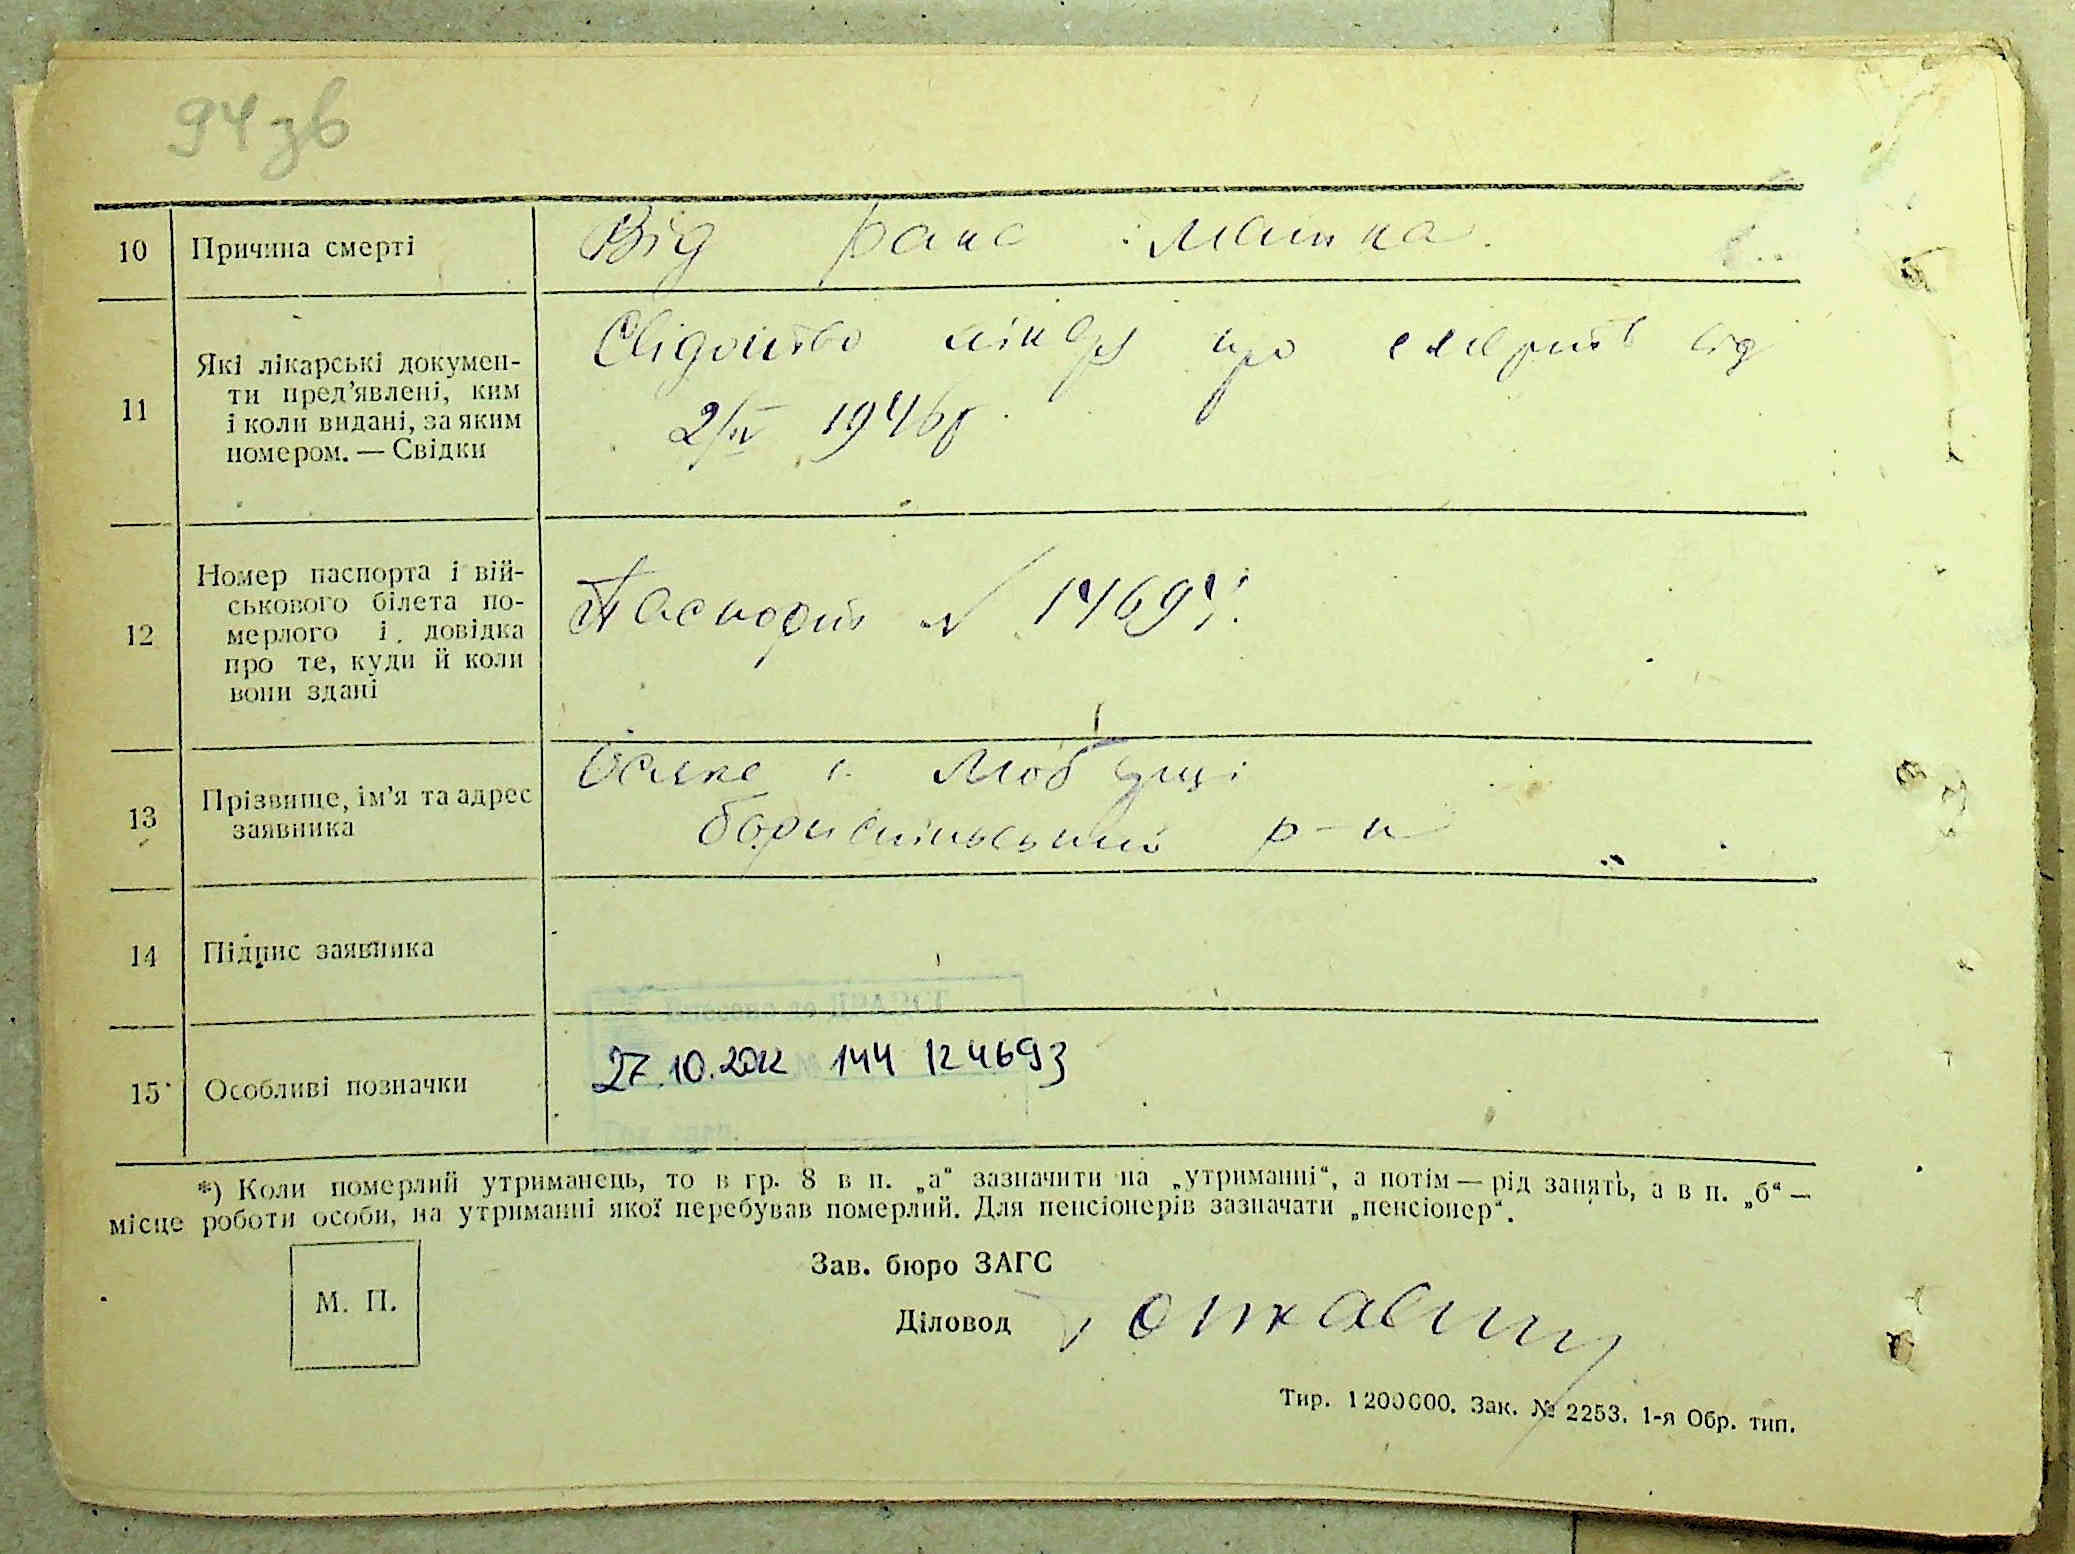 94 зв
10 Причина смерті Від рака матка
11 Які лікарські докумен-
ти пред’явлені, ким
і коли видані, за яким
номером. — Свідки
Свідоцтво лікаря про смерть від
2/IV 1946р.
12 Номер паспорта і вій-
ськового білета по-
мерлого і довідка
про те, куди й коли
вони здані
Паспорт №
13 Прізвище, ім’я та адрес
заявника
бориспільський р-н
14 Підпис заявника
15 Особливі позначки 27.10.2012 144 124693
*) Коли померлий утриманець, то в гр. 8 в п. „а“ зазначити на „утриманні“, а потім — рід занять, а в п. „б“ —
місце роботи особи, на утриманні якої перебував померлий. Для пенсіонерів зазначати „пенсіонер“.
М. П.
Зав. бюро ЗАГС
Діловод
Тир. 1200000. Зак. № 2253. 1-я Обр. тип.